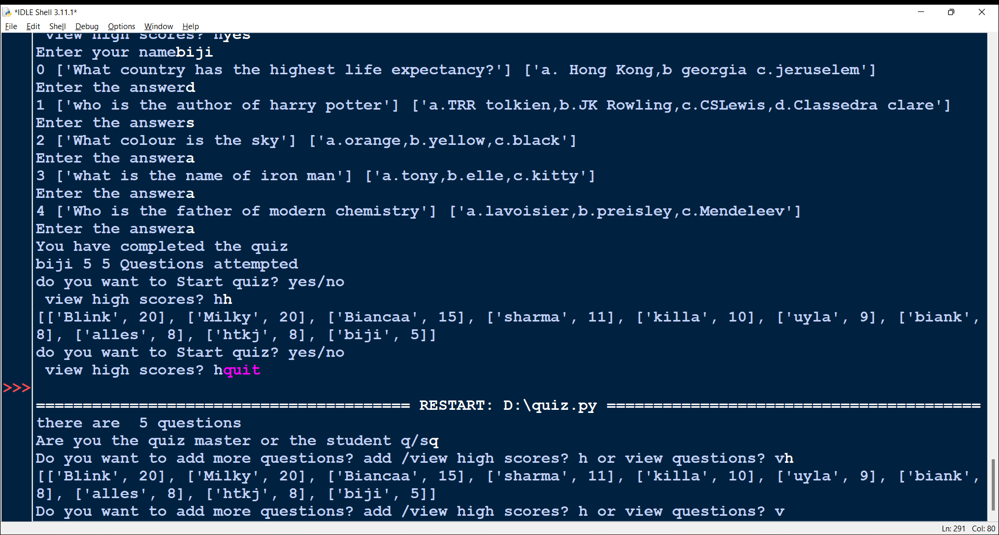 *IDLE Shell 3.11.1*
File Edit Shell Debug Options Window Help
view high scores? hyes
Enter your namebiji
0 ['What country has the highest life expectancy?'] ['a. Hong Kong,b georgia c.jeruselem']
Enter the answerd
1 ['who is the author of harry potter'] ['a.TRR tolkien,b.JK Rowling,c.CSLewis,d.Classedra clare']
Enter the answers
2 ['What colour is the sky'] ['a.orange,b.yellow,c.black']
Enter the answera
3 ['what is the name of iron man'] ['a.tony,b.elle,c.kitty']
Enter the answera
4 ['Who is the father of modern chemistry'] ['a.lavoisier,b.preisley,c.Mendeleev']
Enter the answera
You have completed the quiz
biji 5 5 Questions attempted
do you want to Start quiz? yes/no
 view high scores? hh
[['Blink', 20], ['Milky', 20], ['Biancaa', 15], ['sharma', 11], ['killa', 10], ['uyla', 9], ['biank',
8], ['alles', 8], ['htkj', 8], ['biji', 5]]
do you want to Start quiz? yes/no
 view high scores? hquit
>>>
======================================== RESTART: D:\quiz.py ========================================
there are  5 questions
Are you the quiz master or the student q/sq
Do you want to add more questions? add /view high scores? h or view questions? vh
[['Blink', 20], ['Milky', 20], ['Biancaa', 15], ['sharma', 11], ['killa', 10], ['uyla', 9], ['biank',
8], ['alles', 8], ['htkj', 8], ['biji', 5]]
Do you want to add more questions? add /view high scores? h or view questions? v
Ln: 291 Col: 80